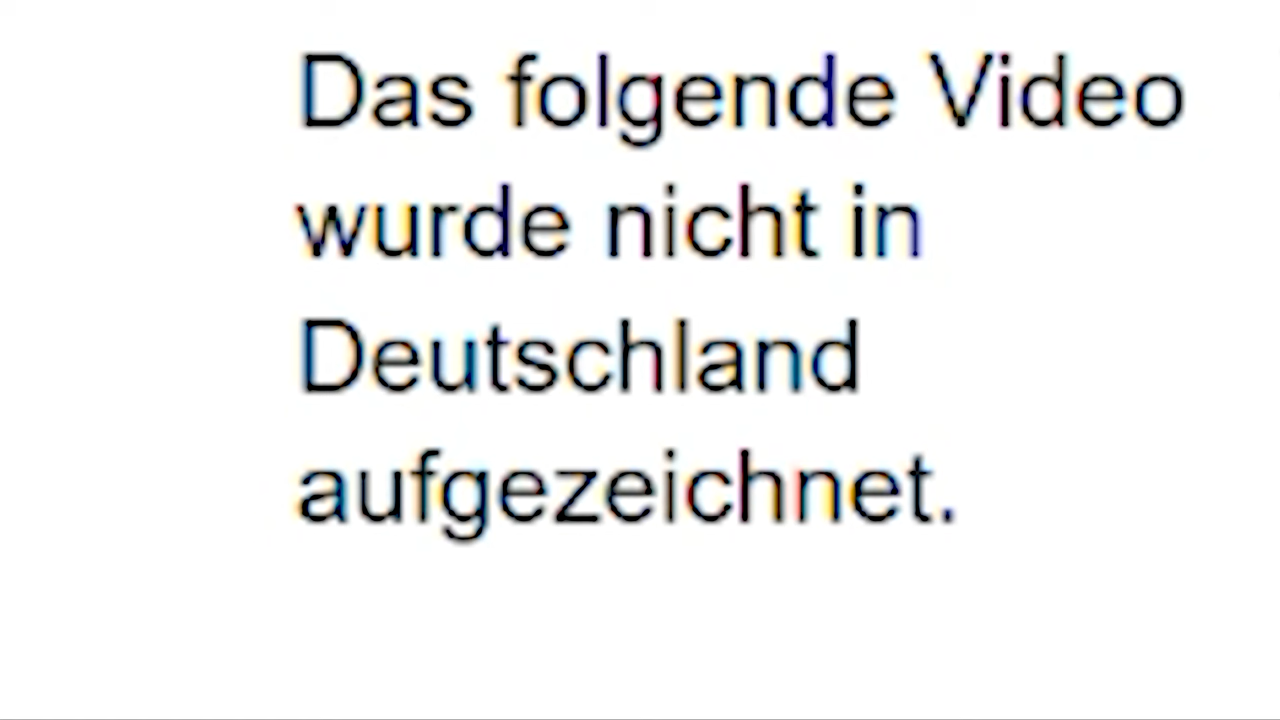 Das folgende Video
wurde nicht in
Deutschland
aufgezeichnet.